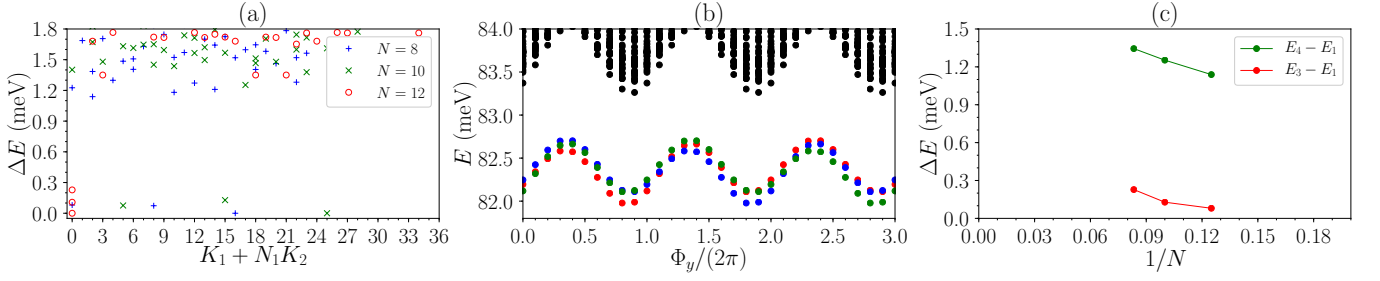 (a)
ΔE (meV)
1.8
1.5
1.2
0.9
0.6
0.3
0.0
N = 8
N = 10
N = 12
0 3 6 9 12 15 18 21 24 27 30 33 36
K₁ + N₁K₂
(b)
E (meV)
84.0
83.5
83.0
82.5
82.0
0.0 0.5 1.0 1.5 2.0 2.5 3.0
Φ_y/(2π)
(c)
ΔE (meV)
1.5
1.2
0.9
0.6
0.3
0.0
E₄ − E₁
E₃ − E₁
0.00 0.03 0.06 0.09 0.12 0.15 0.18
1/N